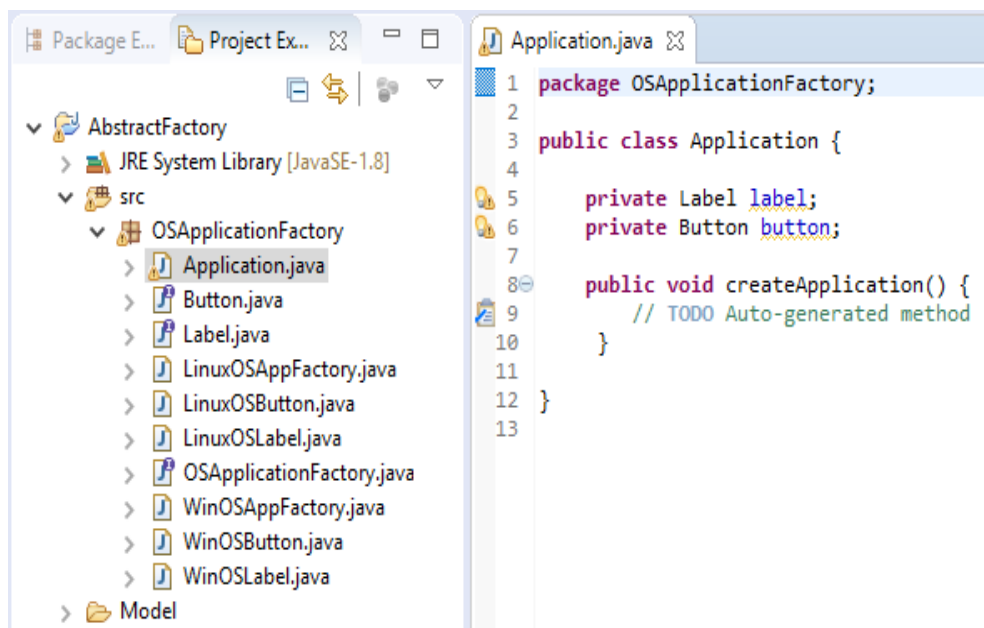 Package E...
Project Ex...
AbstractFactory
JRE System Library [JavaSE-1.8]
src
OSApplicationFactory
Application.java
Button.java
Label.java
LinuxOSAppFactory.java
LinuxOSButton.java
LinuxOSLabel.java
OSApplicationFactory.java
WinOSAppFactory.java
WinOSButton.java
WinOSLabel.java
Model
Application.java
1 package OSApplicationFactory;
2
3 public class Application {
4
5 private Label label;
6 private Button button;
7
8 public void createApplication() {
9 // TODO Auto-generated method
10 }
11
12 }
13